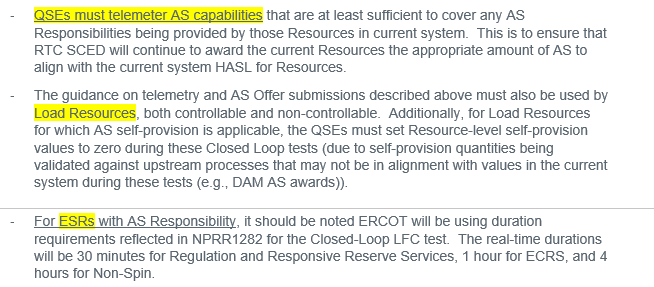 - QSEs must telemeter AS capabilities that are at least sufficient to cover any AS
Responsibilities being provided by those Resources in current system.  This is to ensure that
RTC SCED will continue to award the current Resources the appropriate amount of AS to
align with the current system HASL for Resources.
- The guidance on telemetry and AS Offer submissions described above must also be used by
Load Resources, both controllable and non-controllable.  Additionally, for Load Resources
for which AS self-provision is applicable, the QSEs must set Resource-level self-provision
values to zero during these Closed Loop tests (due to self-provision quantities being
validated against upstream processes that may not be in alignment with values in the current
system during these tests (e.g., DAM AS awards)).
- For ESRs with AS Responsibility, it should be noted ERCOT will be using duration
requirements reflected in NPRR1282 for the Closed-Loop LFC test.  The real-time durations
will be 30 minutes for Regulation and Responsive Reserve Services, 1 hour for ECRS, and 4
hours for Non-Spin.